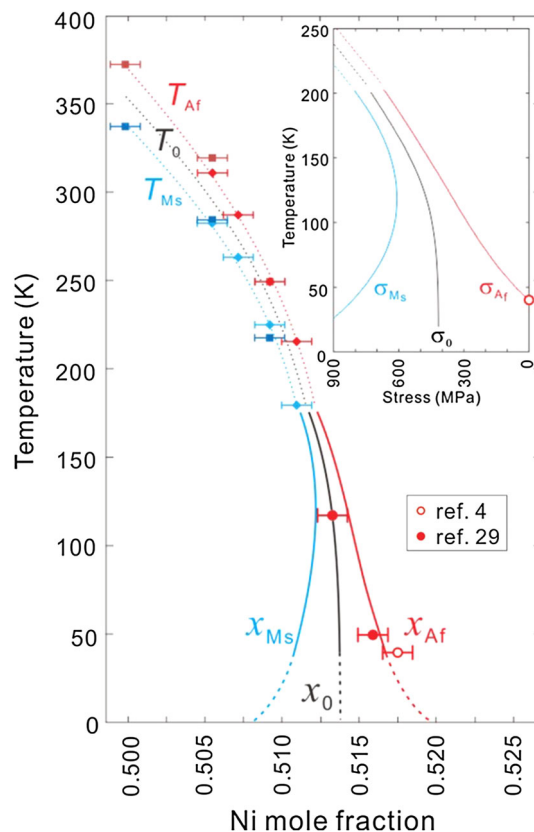 400
350
300
250
200
150
100
50
0
Temperature (K)
T_Af
T_0
T_Ms
x_Ms
x_0
x_Af
ref. 4
ref. 29
0.500
0.505
0.510
0.515
0.520
0.525
Ni mole fraction
250
200
150
100
50
0
Temperature (K)
σ_Ms
σ_0
σ_Af
900
600
300
0
Stress (MPa)